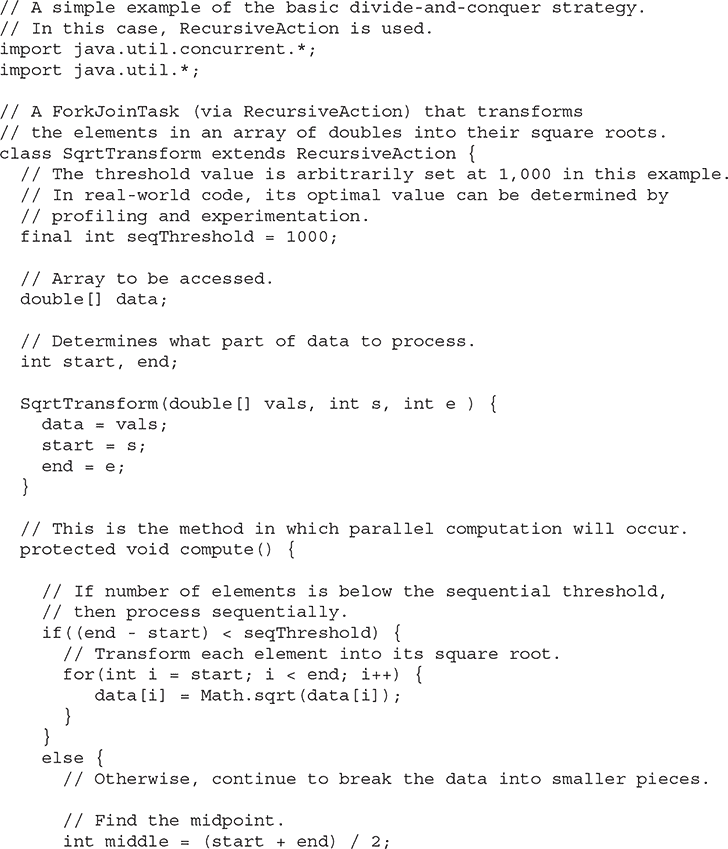 // A simple example of the basic divide-and-conquer strategy.
// In this case, RecursiveAction is used.
import java.util.concurrent.*;
import java.util.*;

// A ForkJoinTask (via RecursiveAction) that transforms
// the elements in an array of doubles into their square roots.
class SqrtTransform extends RecursiveAction {
  // The threshold value is arbitrarily set at 1,000 in this example.
  // In real-world code, its optimal value can be determined by
  // profiling and experimentation.
  final int seqThreshold = 1000;

  // Array to be accessed.
  double[] data;

  // Determines what part of data to process.
  int start, end;

  SqrtTransform(double[] vals, int s, int e ) {
    data = vals;
    start = s;
    end = e;
  }

  // This is the method in which parallel computation will occur.
  protected void compute() {

    // If number of elements is below the sequential threshold,
    // then process sequentially.
    if((end - start) < seqThreshold) {
      // Transform each element into its square root.
      for(int i = start; i < end; i++) {
         data[i] = Math.sqrt(data[i]);
      }
    }
    else {
      // Otherwise, continue to break the data into smaller pieces.

      // Find the midpoint.
      int middle = (start + end) / 2;